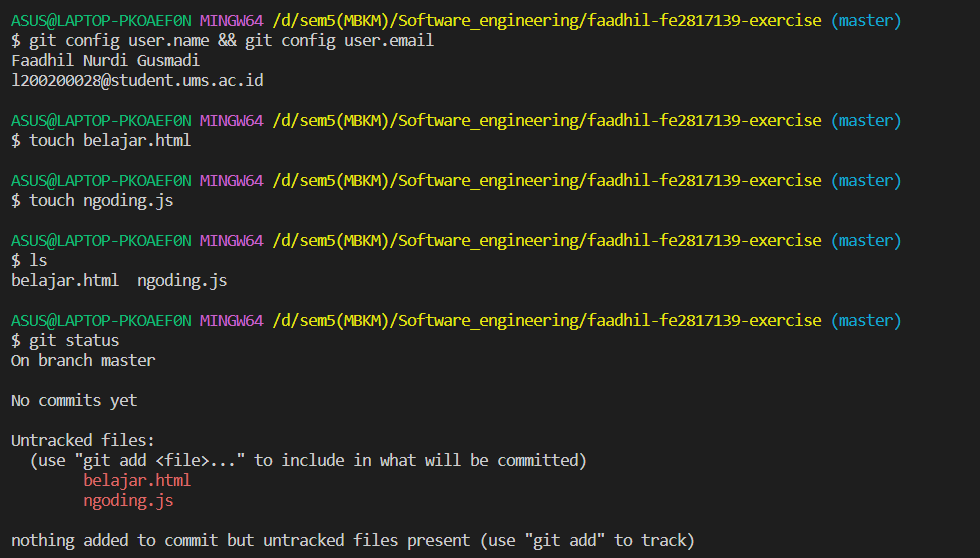 ASUS@LAPTOP-PKOAEF0N MINGW64 /d/sem5(MBKM)/Software_engineering/faadhil-fe2817139-exercise (master)
$ git config user.name && git config user.email
Faadhil Nurdi Gusmadi
l200200028@student.ums.ac.id

ASUS@LAPTOP-PKOAEF0N MINGW64 /d/sem5(MBKM)/Software_engineering/faadhil-fe2817139-exercise (master)
$ touch belajar.html

ASUS@LAPTOP-PKOAEF0N MINGW64 /d/sem5(MBKM)/Software_engineering/faadhil-fe2817139-exercise (master)
$ touch ngoding.js

ASUS@LAPTOP-PKOAEF0N MINGW64 /d/sem5(MBKM)/Software_engineering/faadhil-fe2817139-exercise (master)
$ ls
belajar.html  ngoding.js

ASUS@LAPTOP-PKOAEF0N MINGW64 /d/sem5(MBKM)/Software_engineering/faadhil-fe2817139-exercise (master)
$ git status
On branch master

No commits yet

Untracked files:
  (use "git add <file>..." to include in what will be committed)
        belajar.html
        ngoding.js

nothing added to commit but untracked files present (use "git add" to track)